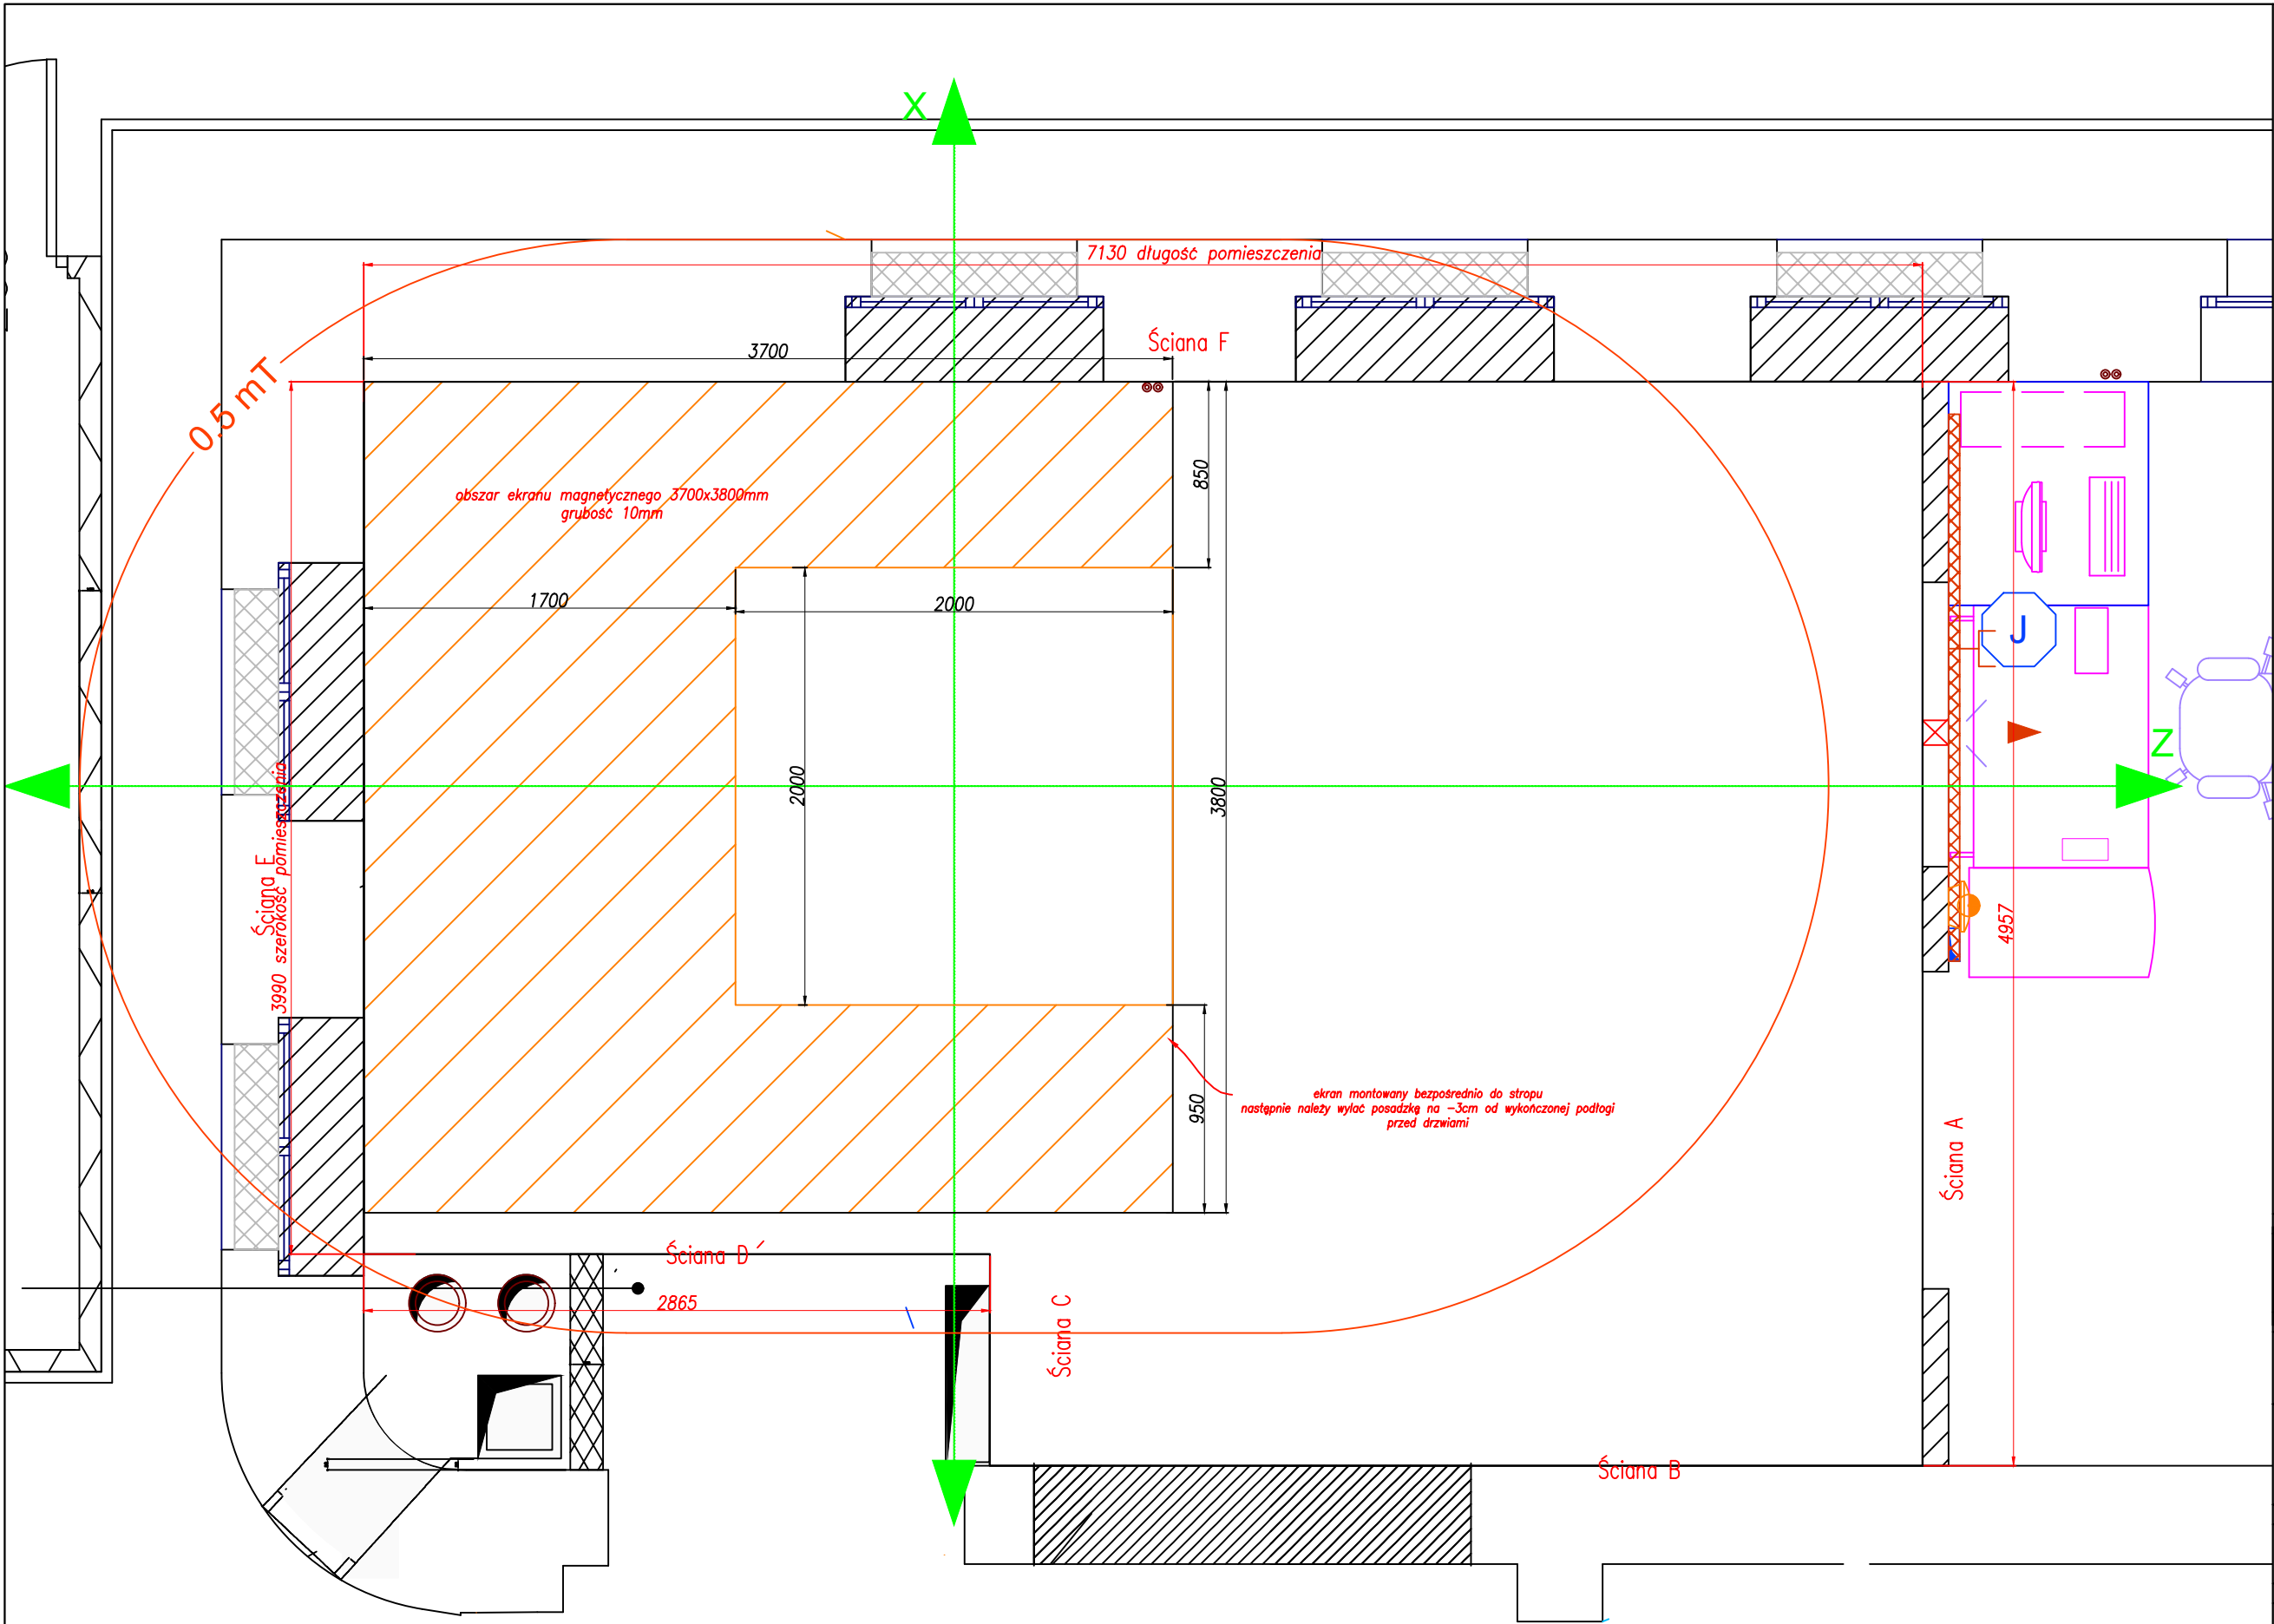 X
7130 długość pomieszczenia
Ściana F
3700
0.5 mT
850
obszar ekranu magnetycznego 3700x3800mm
grubość 10mm
1700
2000
J
Z
2000
3800
Ściana E
3990 szerokość pomieszczenia
4957
950
ekran montowany bezpośrednio do stropu
następnie należy wylać posadzkę na -3cm od wykończonej podłogi
przed drzwiami
Ściana A
Ściana D
2865
Ściana C
Ściana B